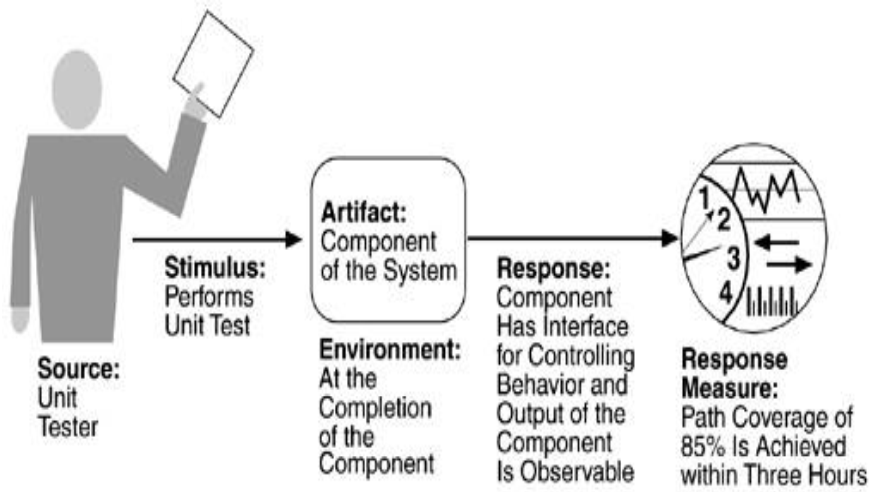 Source:
Unit
Tester
Stimulus:
Performs
Unit Test
Artifact:
Component
of the System
Environment:
At the
Completion
of the
Component
Response:
Component
Has Interface
for Controlling
Behavior and
Output of the
Component
Is Observable
1
2
3
4
Response
Measure:
Path Coverage of
85% Is Achieved
within Three Hours